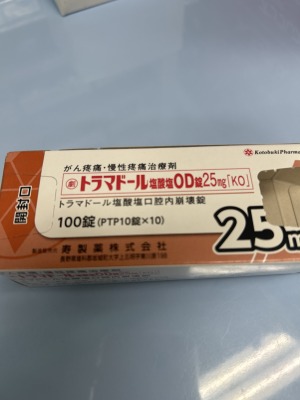 Kotobuki Pharma
がん疼痛・慢性疼痛治療剤
劇 トラマドール塩酸塩OD錠25mg「KO」
トラマドール塩酸塩口腔内崩壊錠
100錠(PTP10錠×10)
寿製薬株式会社
開封口
25m